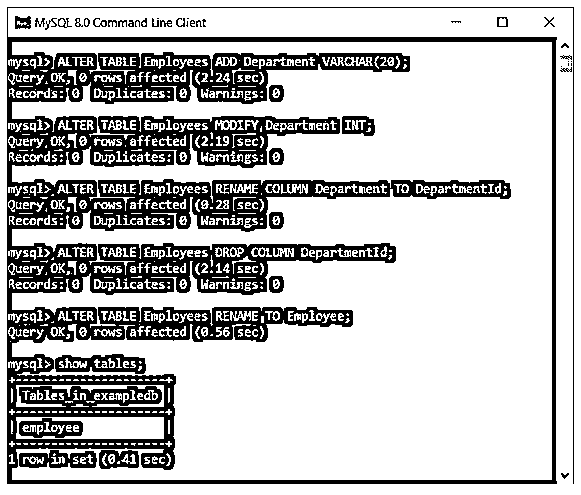 MySQL 8.0 Command Line Client
mysql> ALTER TABLE Employees ADD Department VARCHAR(20);
Query OK, 0 rows affected (2.24 sec)
Records: 0  Duplicates: 0  Warnings: 0
mysql> ALTER TABLE Employees MODIFY Department INT;
Query OK, 0 rows affected (2.19 sec)
Records: 0  Duplicates: 0  Warnings: 0
mysql> ALTER TABLE Employees RENAME COLUMN Department TO DepartmentId;
Query OK, 0 rows affected (0.28 sec)
Records: 0  Duplicates: 0  Warnings: 0
mysql> ALTER TABLE Employees DROP COLUMN DepartmentId;
Query OK, 0 rows affected (2.14 sec)
Records: 0  Duplicates: 0  Warnings: 0
mysql> ALTER TABLE Employees RENAME TO Employee;
Query OK, 0 rows affected (0.56 sec)
mysql> show tables;
+---------------------+
| Tables_in_exampledb |
+---------------------+
| employee            |
+---------------------+
1 row in set (0.41 sec)